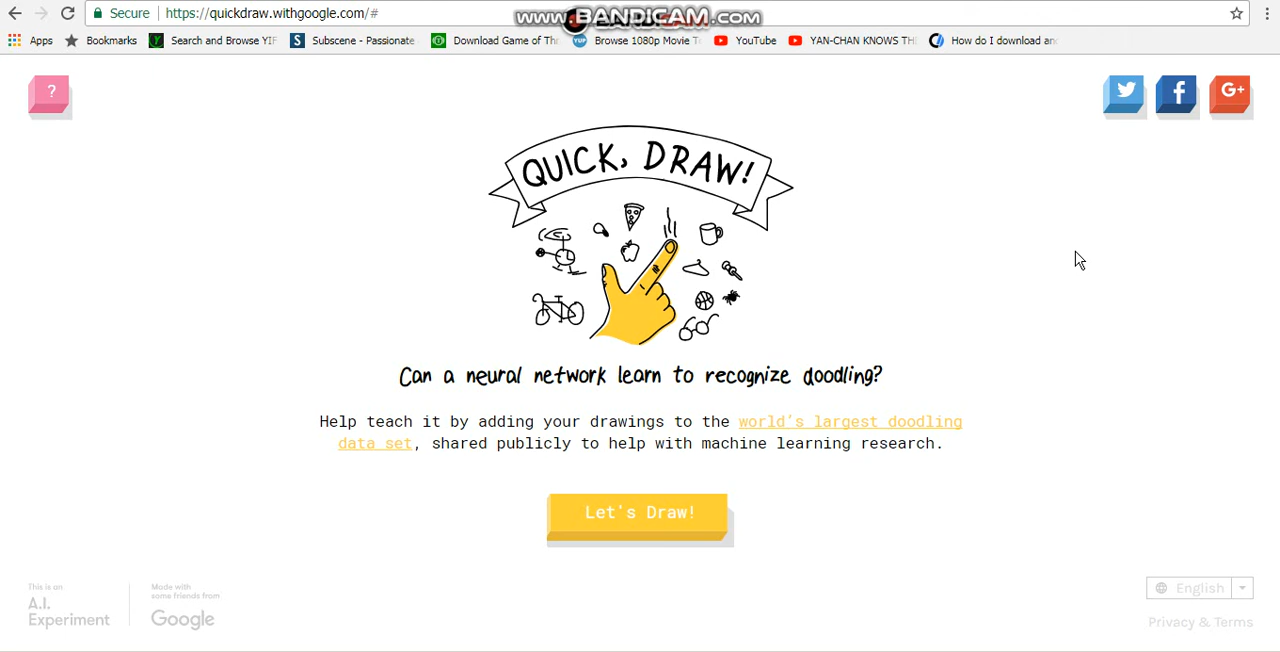 www.BANDICAM.com
Secure https://quickdraw.withgoogle.com/#
Apps Bookmarks Search and Browse YIF Subscene - Passionate Download Game of Th Browse 1080p Movie T YouTube YAN-CHAN KNOWS TH How do I download an
?
G+
QUICK, DRAW!
Can a neural network learn to recognize doodling?
Help teach it by adding your drawings to the world's largest doodling
data set, shared publicly to help with machine learning research.
Let's Draw!
This is an
A.I.
Experiment
Made with
some friends from
Google
English
Privacy & Terms